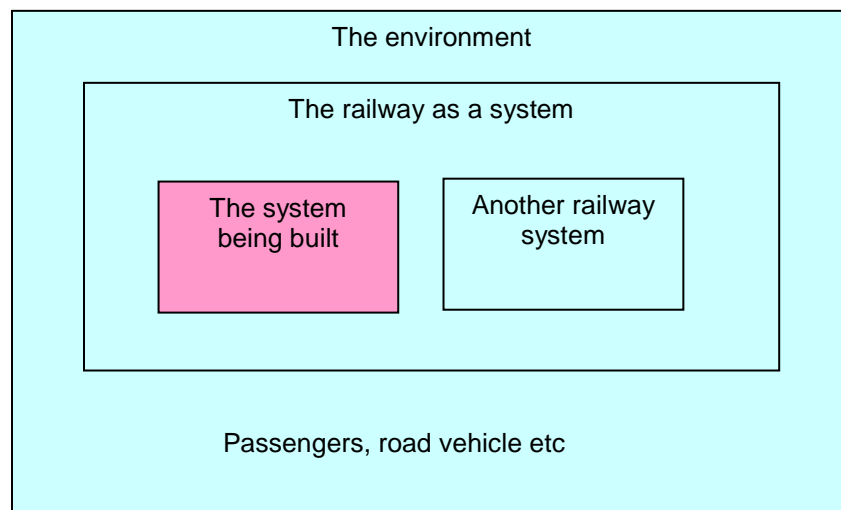 The environment
The railway as a system
The system
being built
Another railway
system
Passengers, road vehicle etc